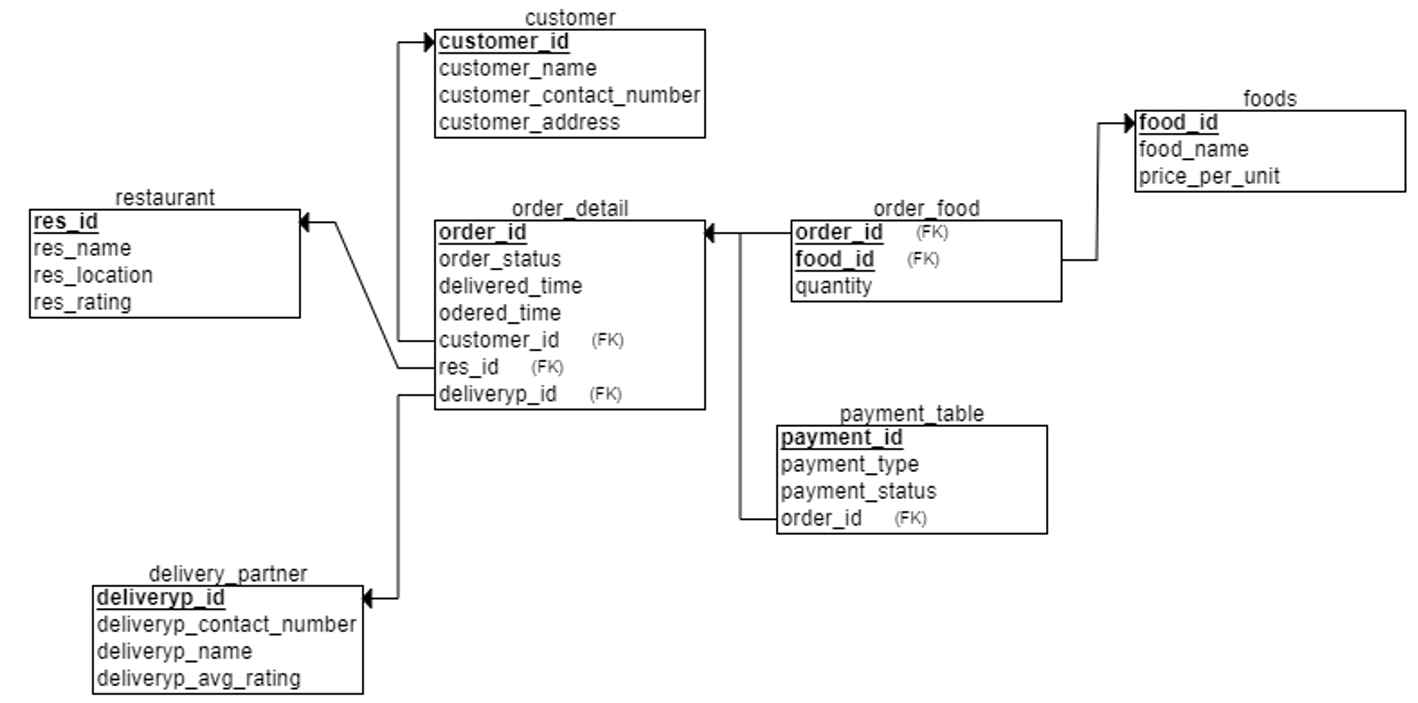 customer
customer_id
customer_name
customer_contact_number
customer_address
foods
food_id
food_name
price_per_unit
restaurant
res_id
res_name
res_location
res_rating
order_detail
order_id
order_status
delivered_time
odered_time
customer_id (FK)
res_id (FK)
deliveryp_id (FK)
order_food
order_id (FK)
food_id (FK)
quantity
payment_table
payment_id
payment_type
payment_status
order_id (FK)
delivery_partner
deliveryp_id
deliveryp_contact_number
deliveryp_name
deliveryp_avg_rating